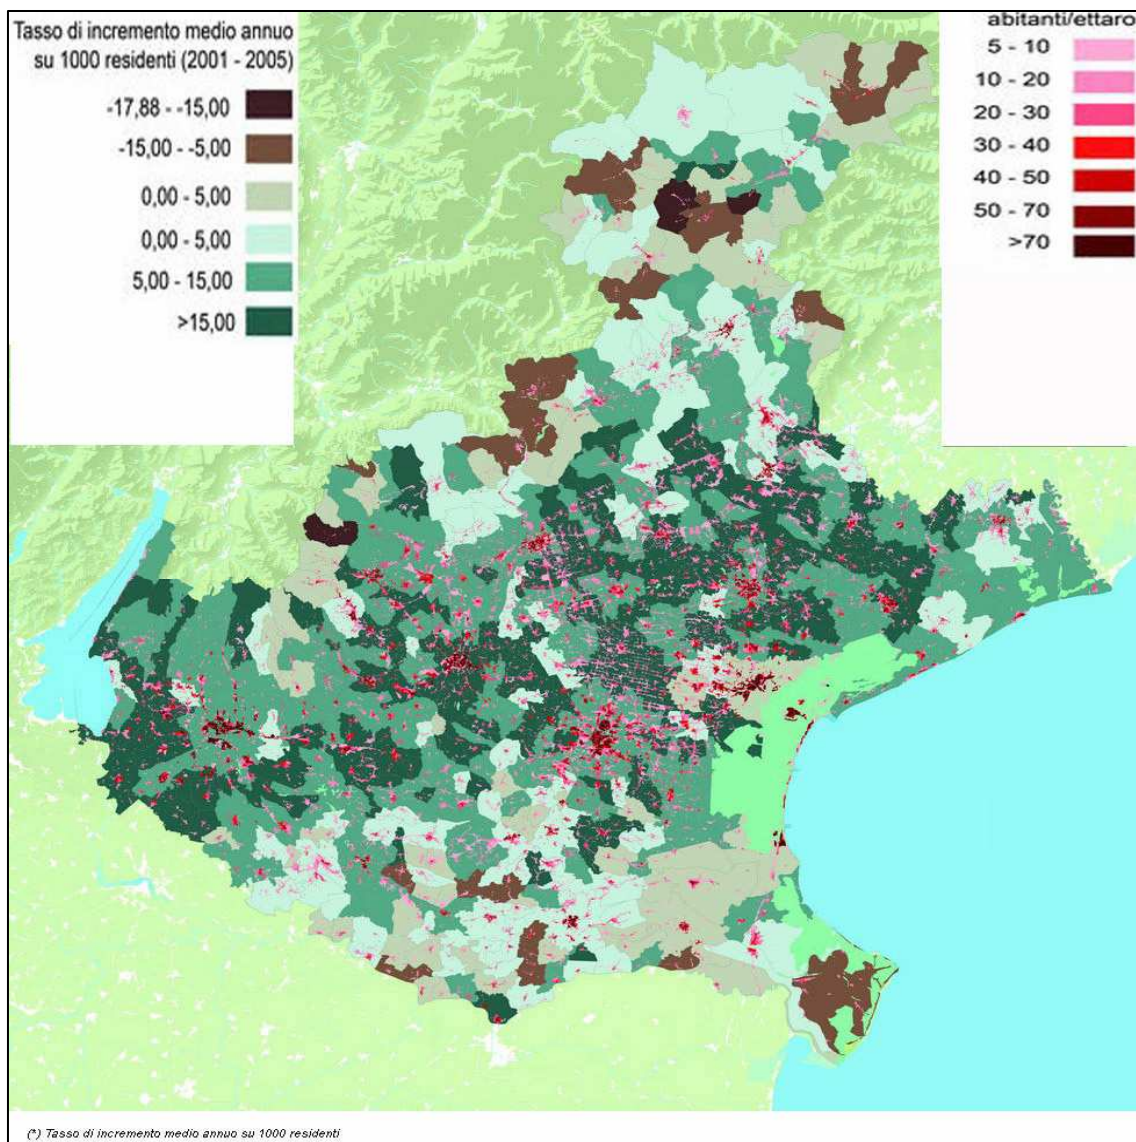 Tasso di incremento medio annuo
su 1000 residenti (2001 - 2005)
-17,88 - -15,00
-15,00 - -5,00
0,00 - 5,00
0,00 - 5,00
5,00 - 15,00
>15,00
abitanti/ettaro
5 - 10
10 - 20
20 - 30
30 - 40
40 - 50
50 - 70
>70
(*) Tasso di incremento medio annuo su 1000 residenti